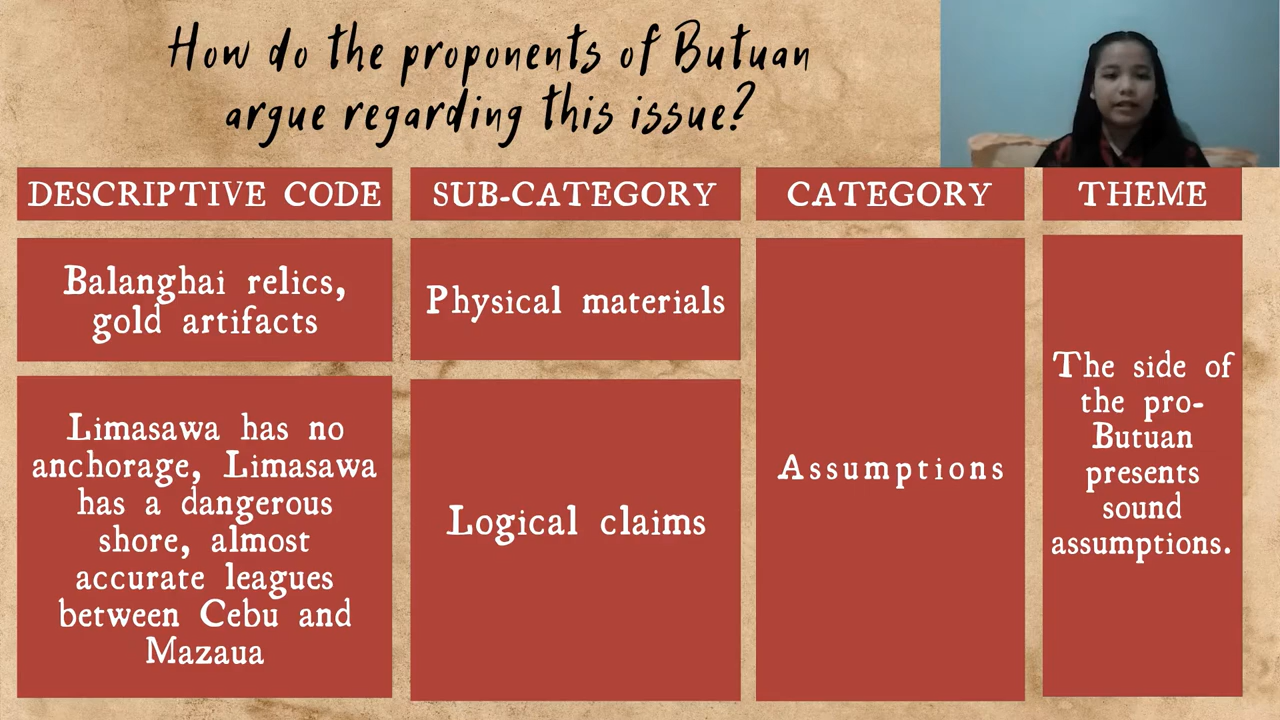 How do the proponents of Butuan
argue regarding this issue?
DESCRIPTIVE CODE
SUB-CATEGORY
CATEGORY
THEME
Balanghai relics,
gold artifacts
Physical materials
Limasawa has no
anchorage, Limasawa
has a dangerous
shore, almost
accurate leagues
between Cebu and
Mazaua
Logical claims
Assumptions
The side of
the pro-
Butuan
presents
sound
assumptions.